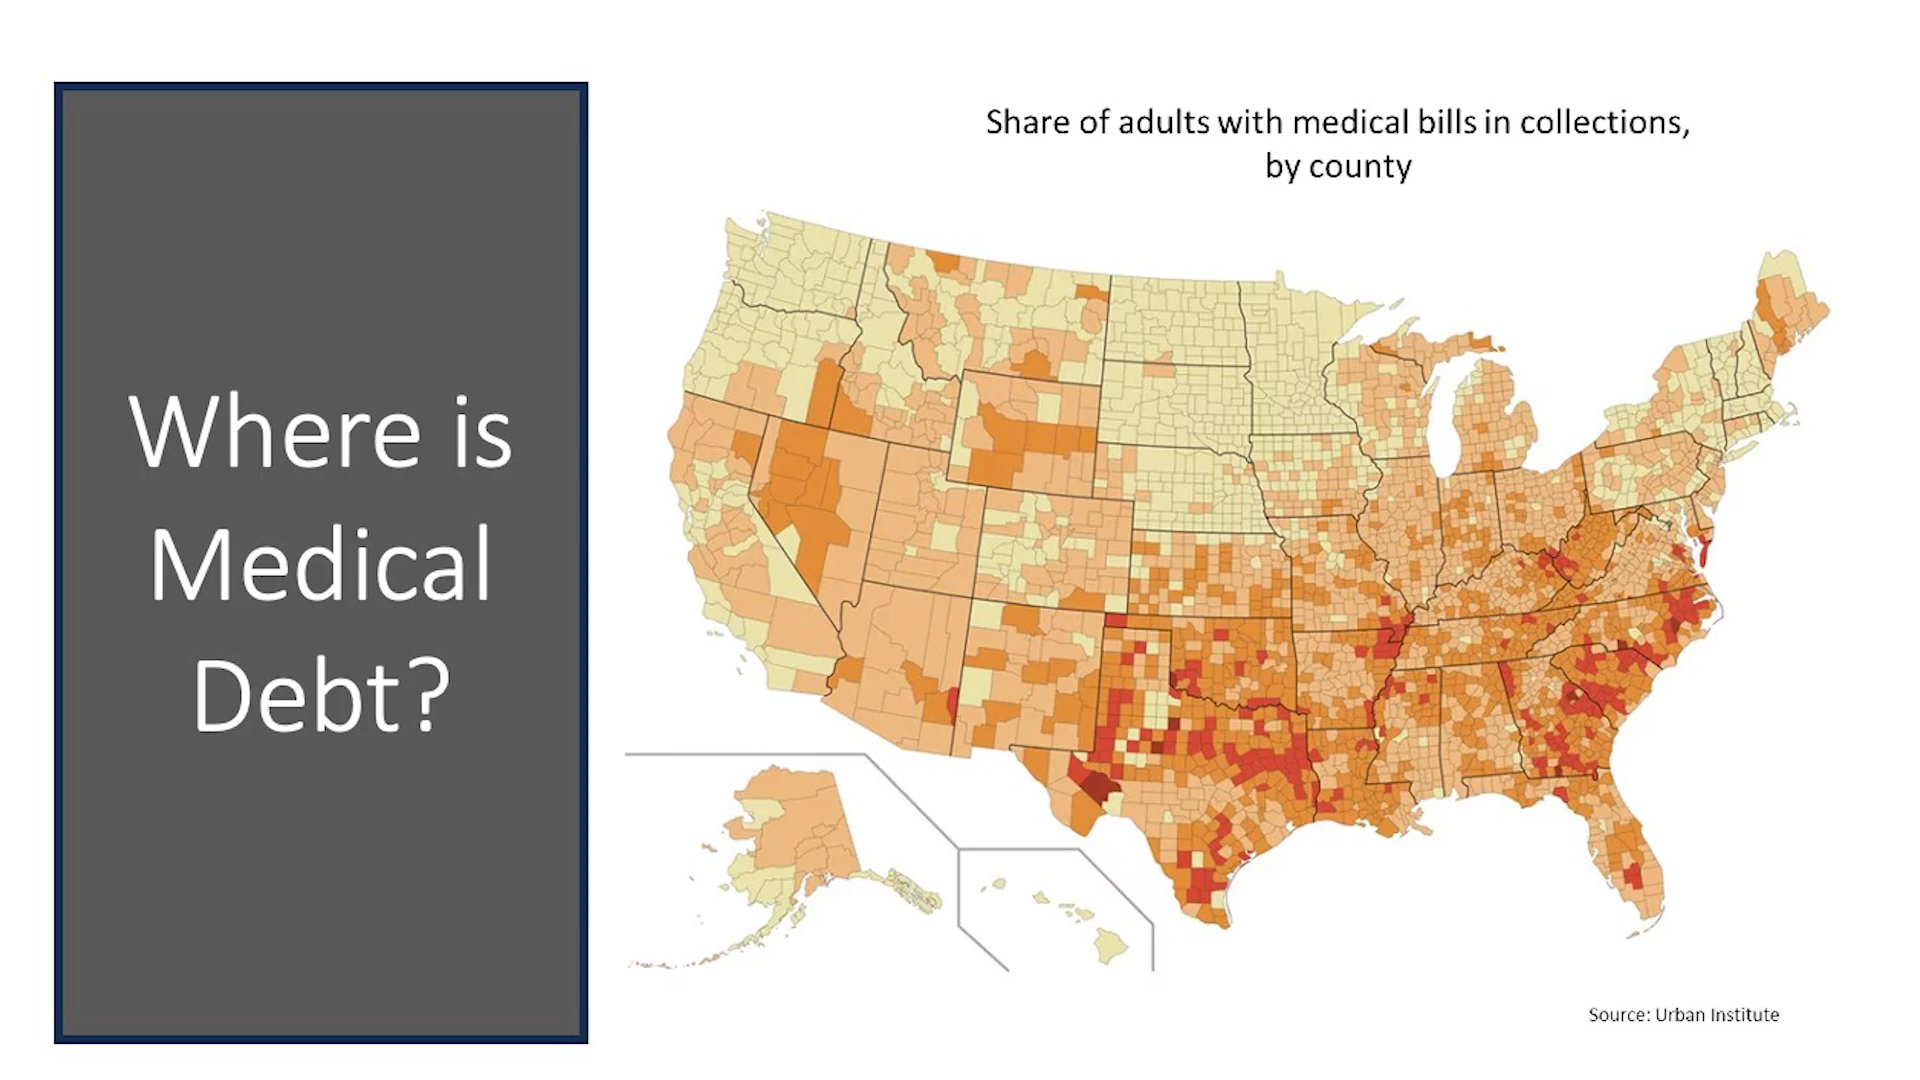 Where is
Medical
Debt?
Share of adults with medical bills in collections,
by county
Source: Urban Institute